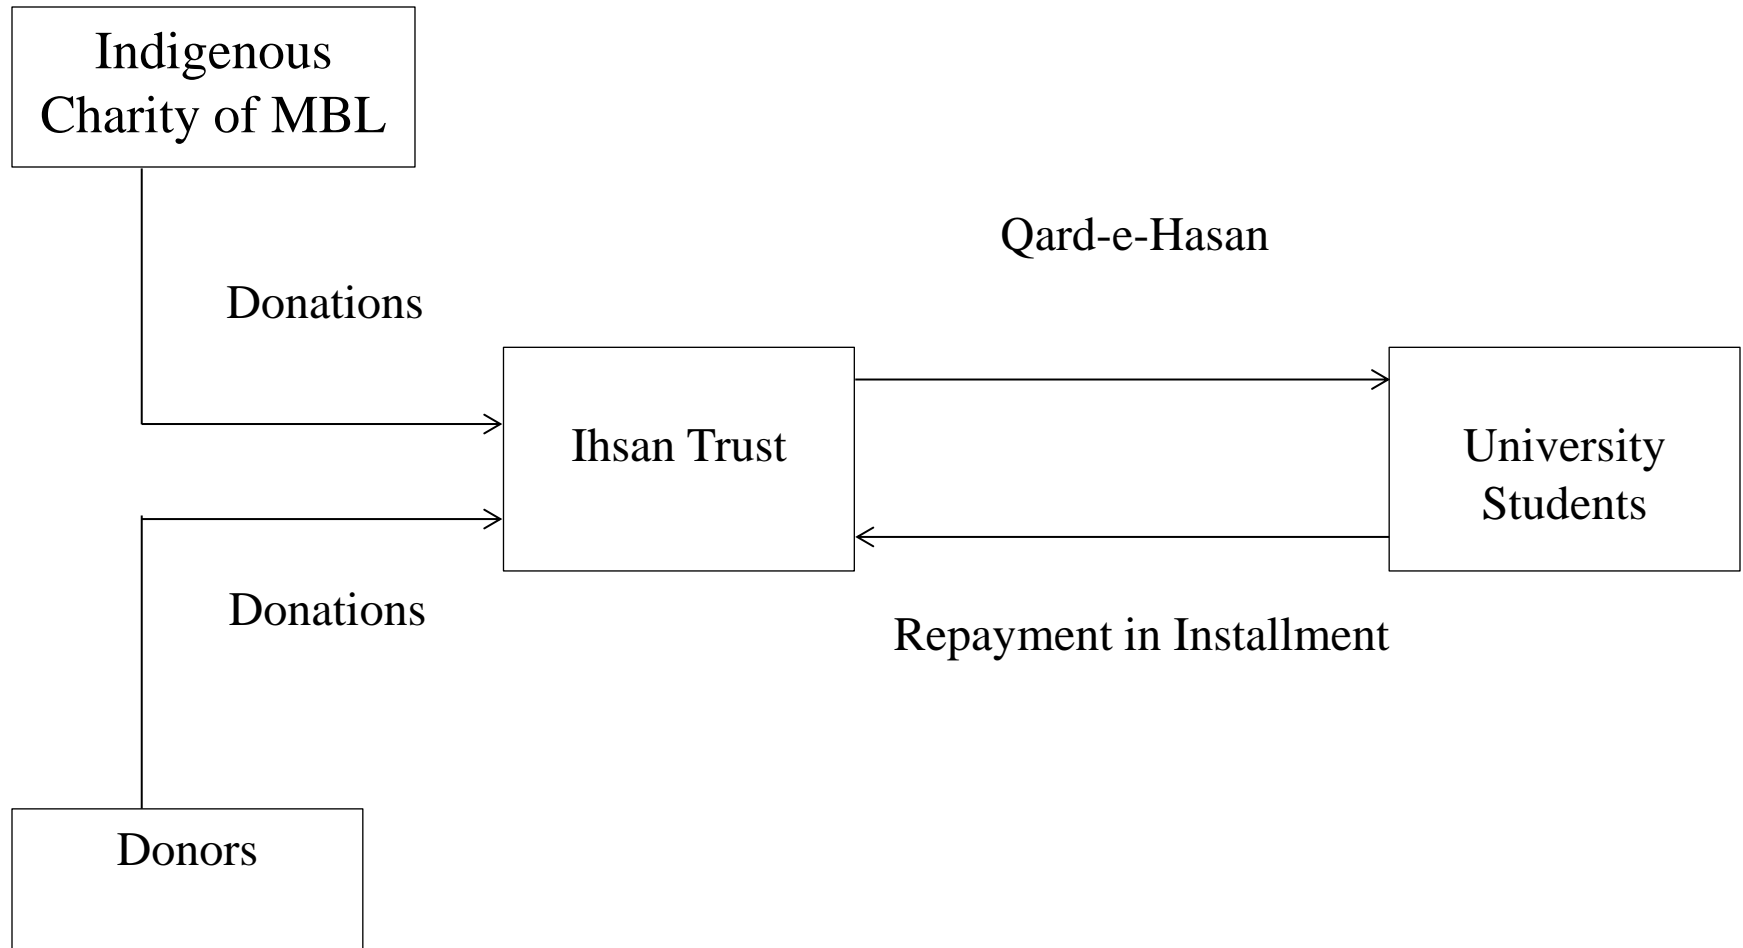 Indigenous
Charity of MBL
Qard-e-Hasan
Donations
Ihsan Trust
University
Students
Donations
Repayment in Installment
Donors